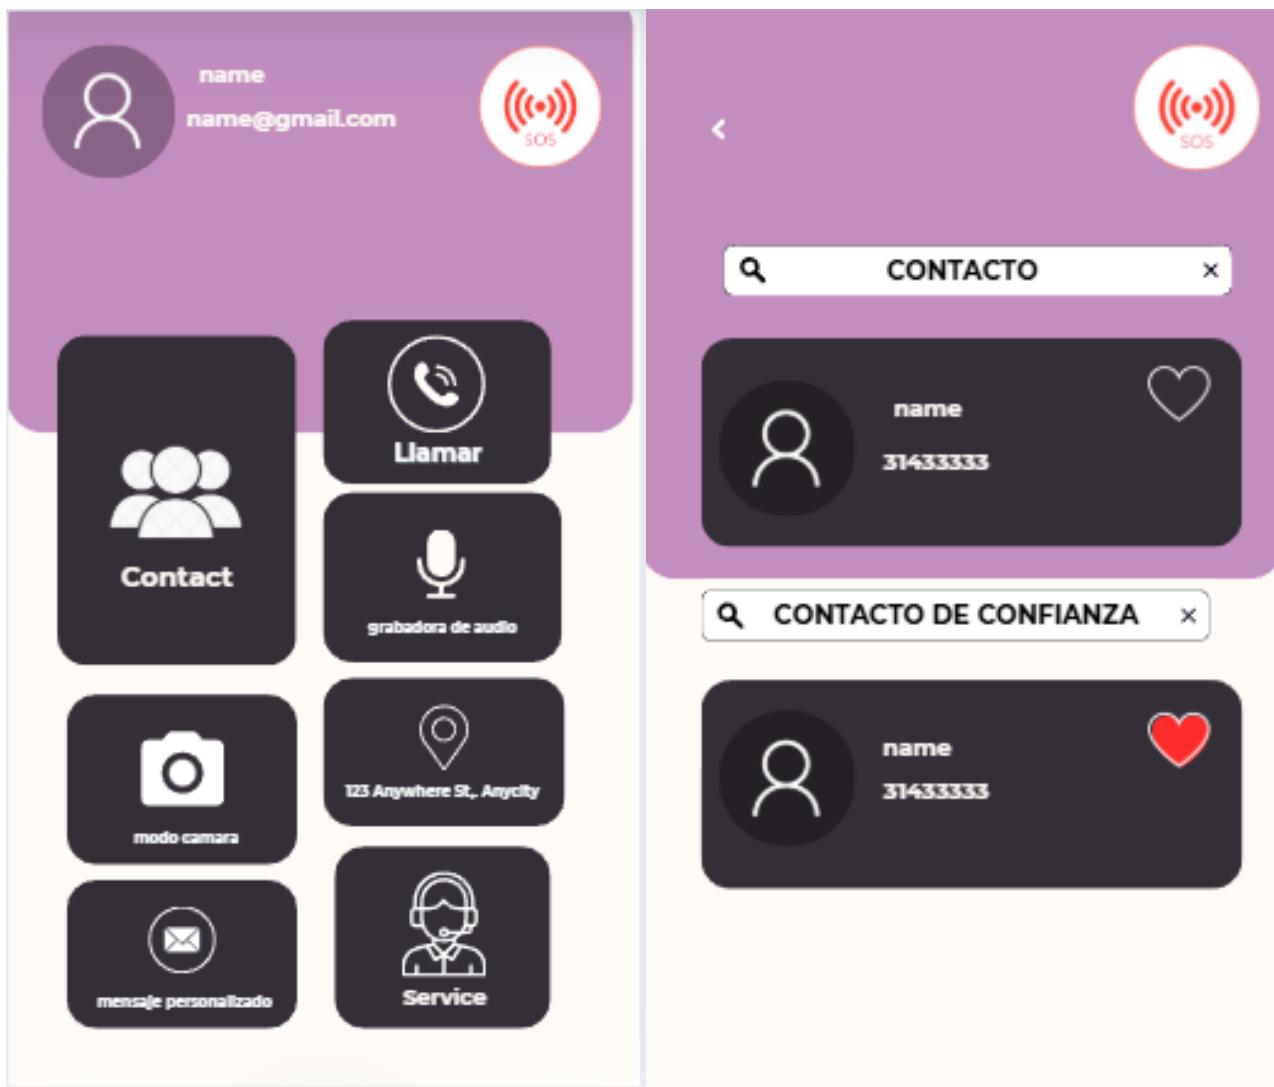 name
name@gmail.com
SOS
Contact
Llamar
grabadora de audio
modo camara
123 Anywhere St,. Anycity
mensaje personalizado
Service
SOS
CONTACTO
name
31433333
CONTACTO DE CONFIANZA
name
31433333